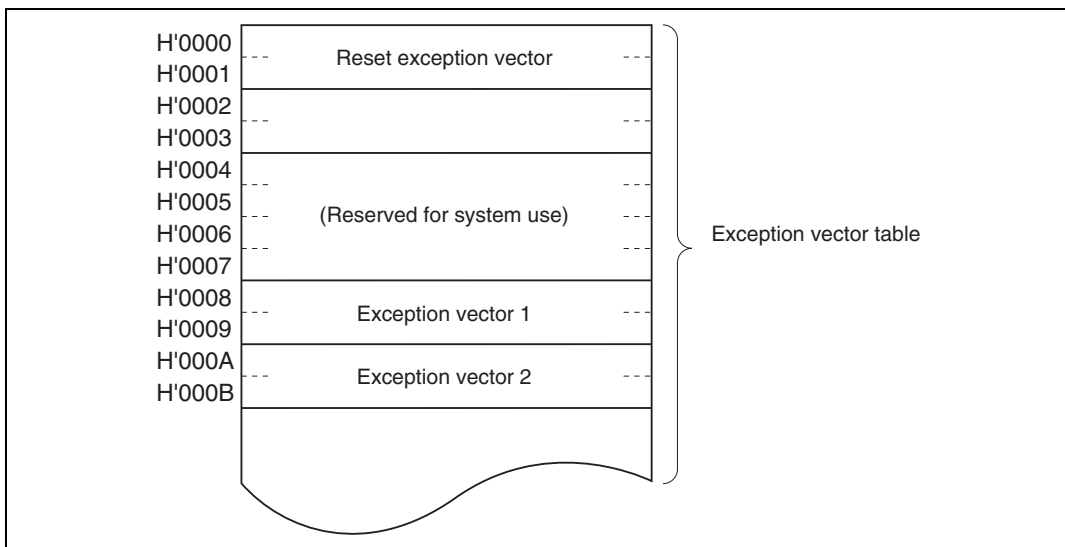 H'0000
Reset exception vector
H'0001
H'0002
H'0003
H'0004
H'0005
(Reserved for system use)
H'0006
H'0007
Exception vector table
H'0008
Exception vector 1
H'0009
H'000A
Exception vector 2
H'000B